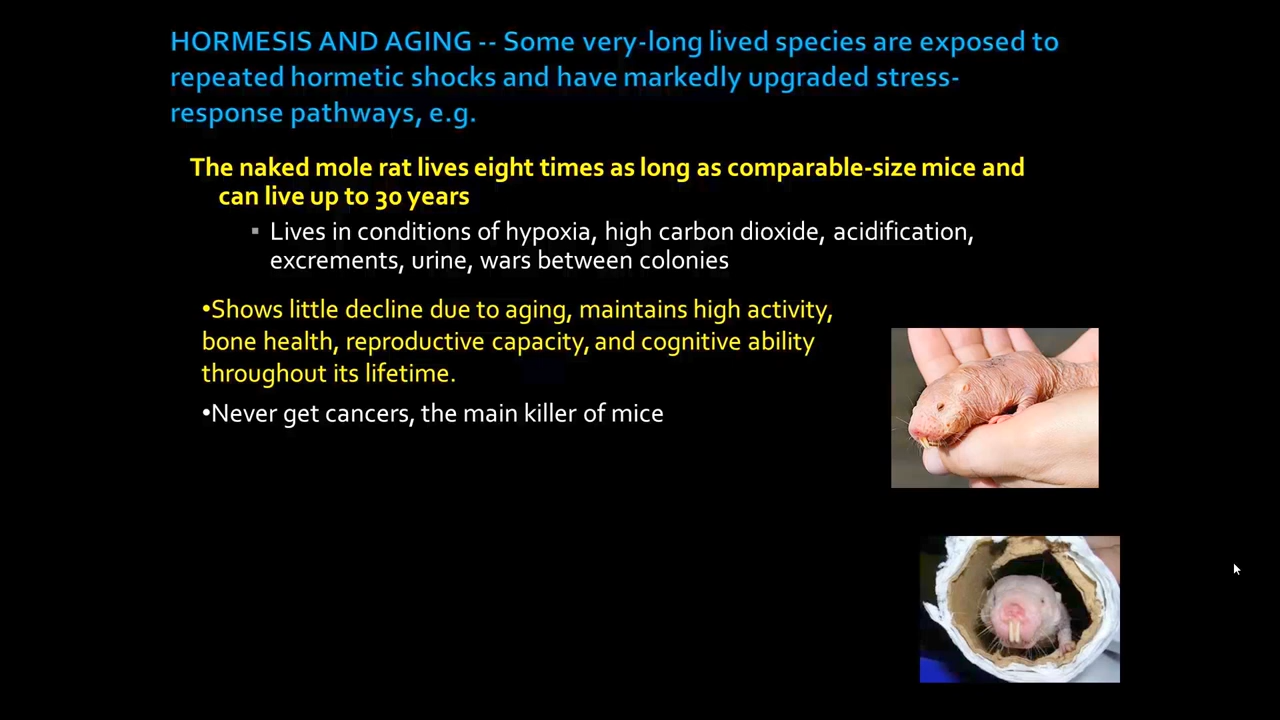 HORMESIS AND AGING -- Some very-long lived species are exposed to
repeated hormetic shocks and have markedly upgraded stress-
response pathways, e.g.
The naked mole rat lives eight times as long as comparable-size mice and
can live up to 30 years
▪ Lives in conditions of hypoxia, high carbon dioxide, acidification,
excrements, urine, wars between colonies
•Shows little decline due to aging, maintains high activity,
bone health, reproductive capacity, and cognitive ability
throughout its lifetime.
•Never get cancers, the main killer of mice